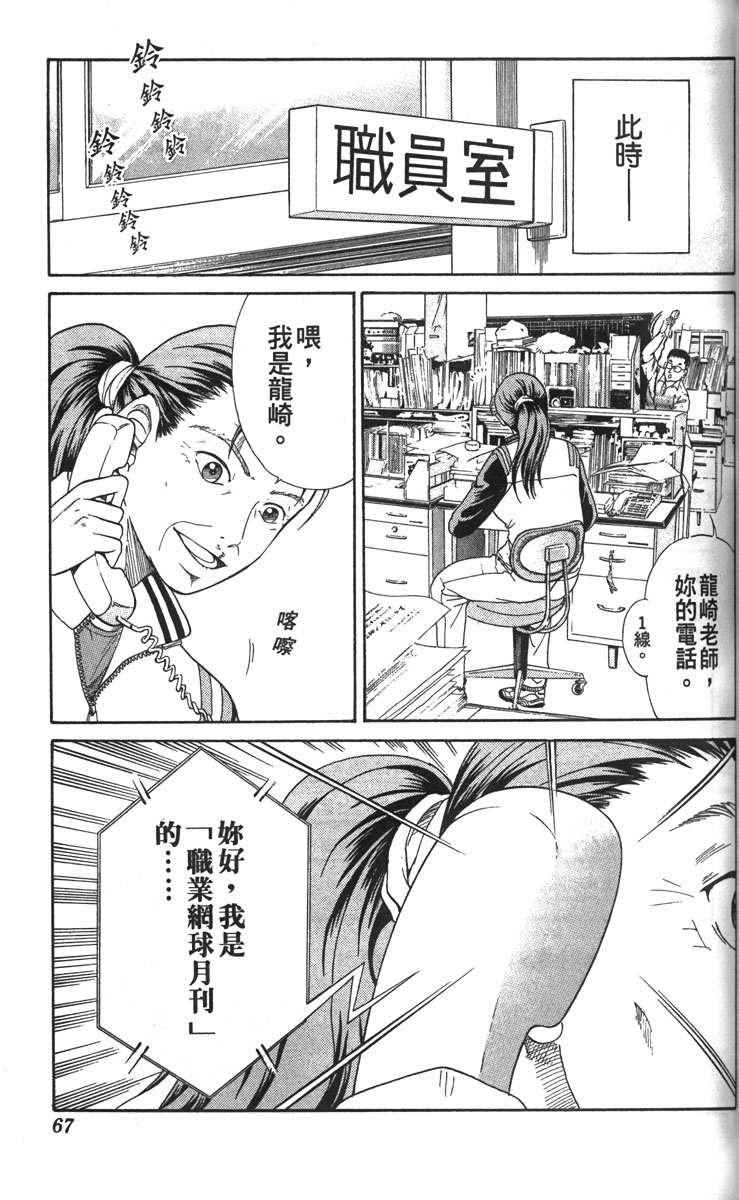 此時——
職員室
鈴
鈴
鈴
鈴
鈴
鈴
鈴
鈴
鈴
龍崎老師，
妳的電話。
1線。
喂，
我是龍崎。
喀嚓
妳好，我是
「職業網球月刊」
的……
67